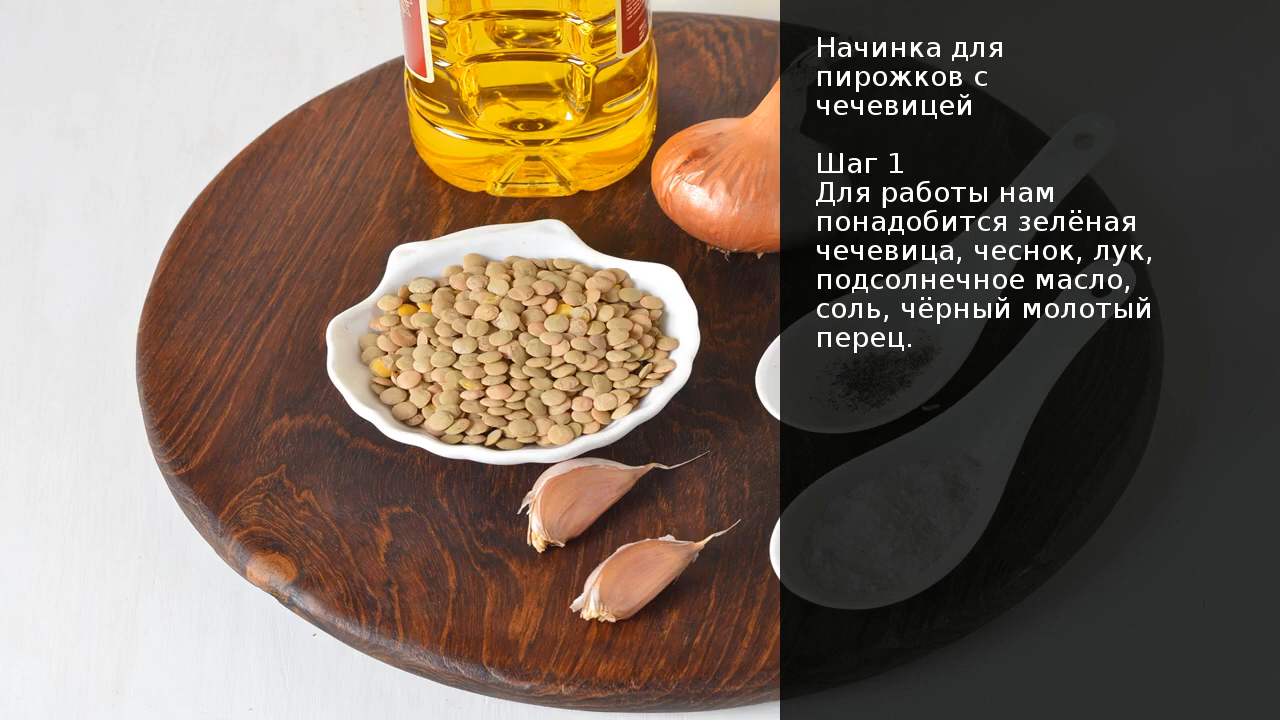 Начинка для
пирожков с
чечевицей
Шаг 1
Для работы нам
понадобится зелёная
чечевица, чеснок, лук,
подсолнечное масло,
соль, чёрный молотый
перец.